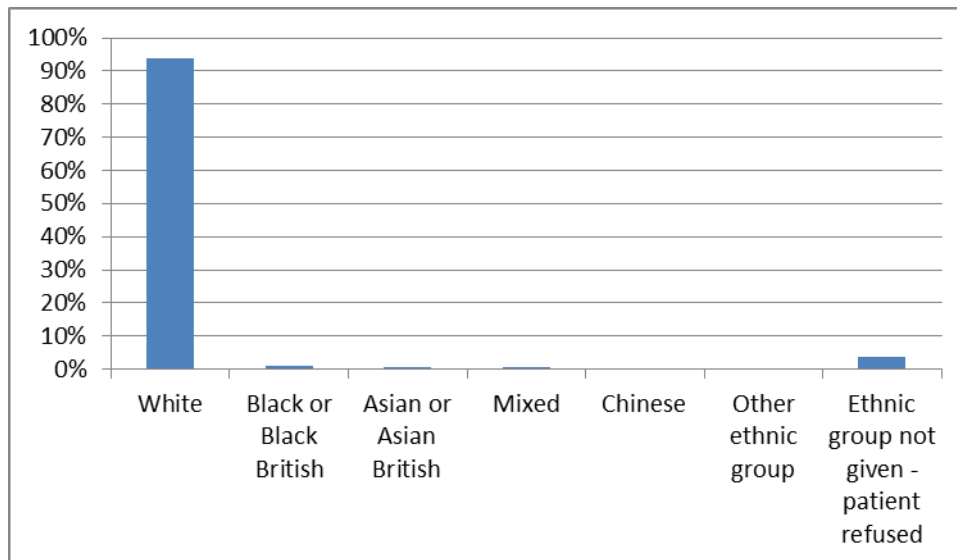 100%
90%
80%
70%
60%
50%
40%
30%
20%
10%
0%
White
Black or
Black
British
Asian or
Asian
British
Mixed
Chinese
Other
ethnic
group
Ethnic
group not
given -
patient
refused